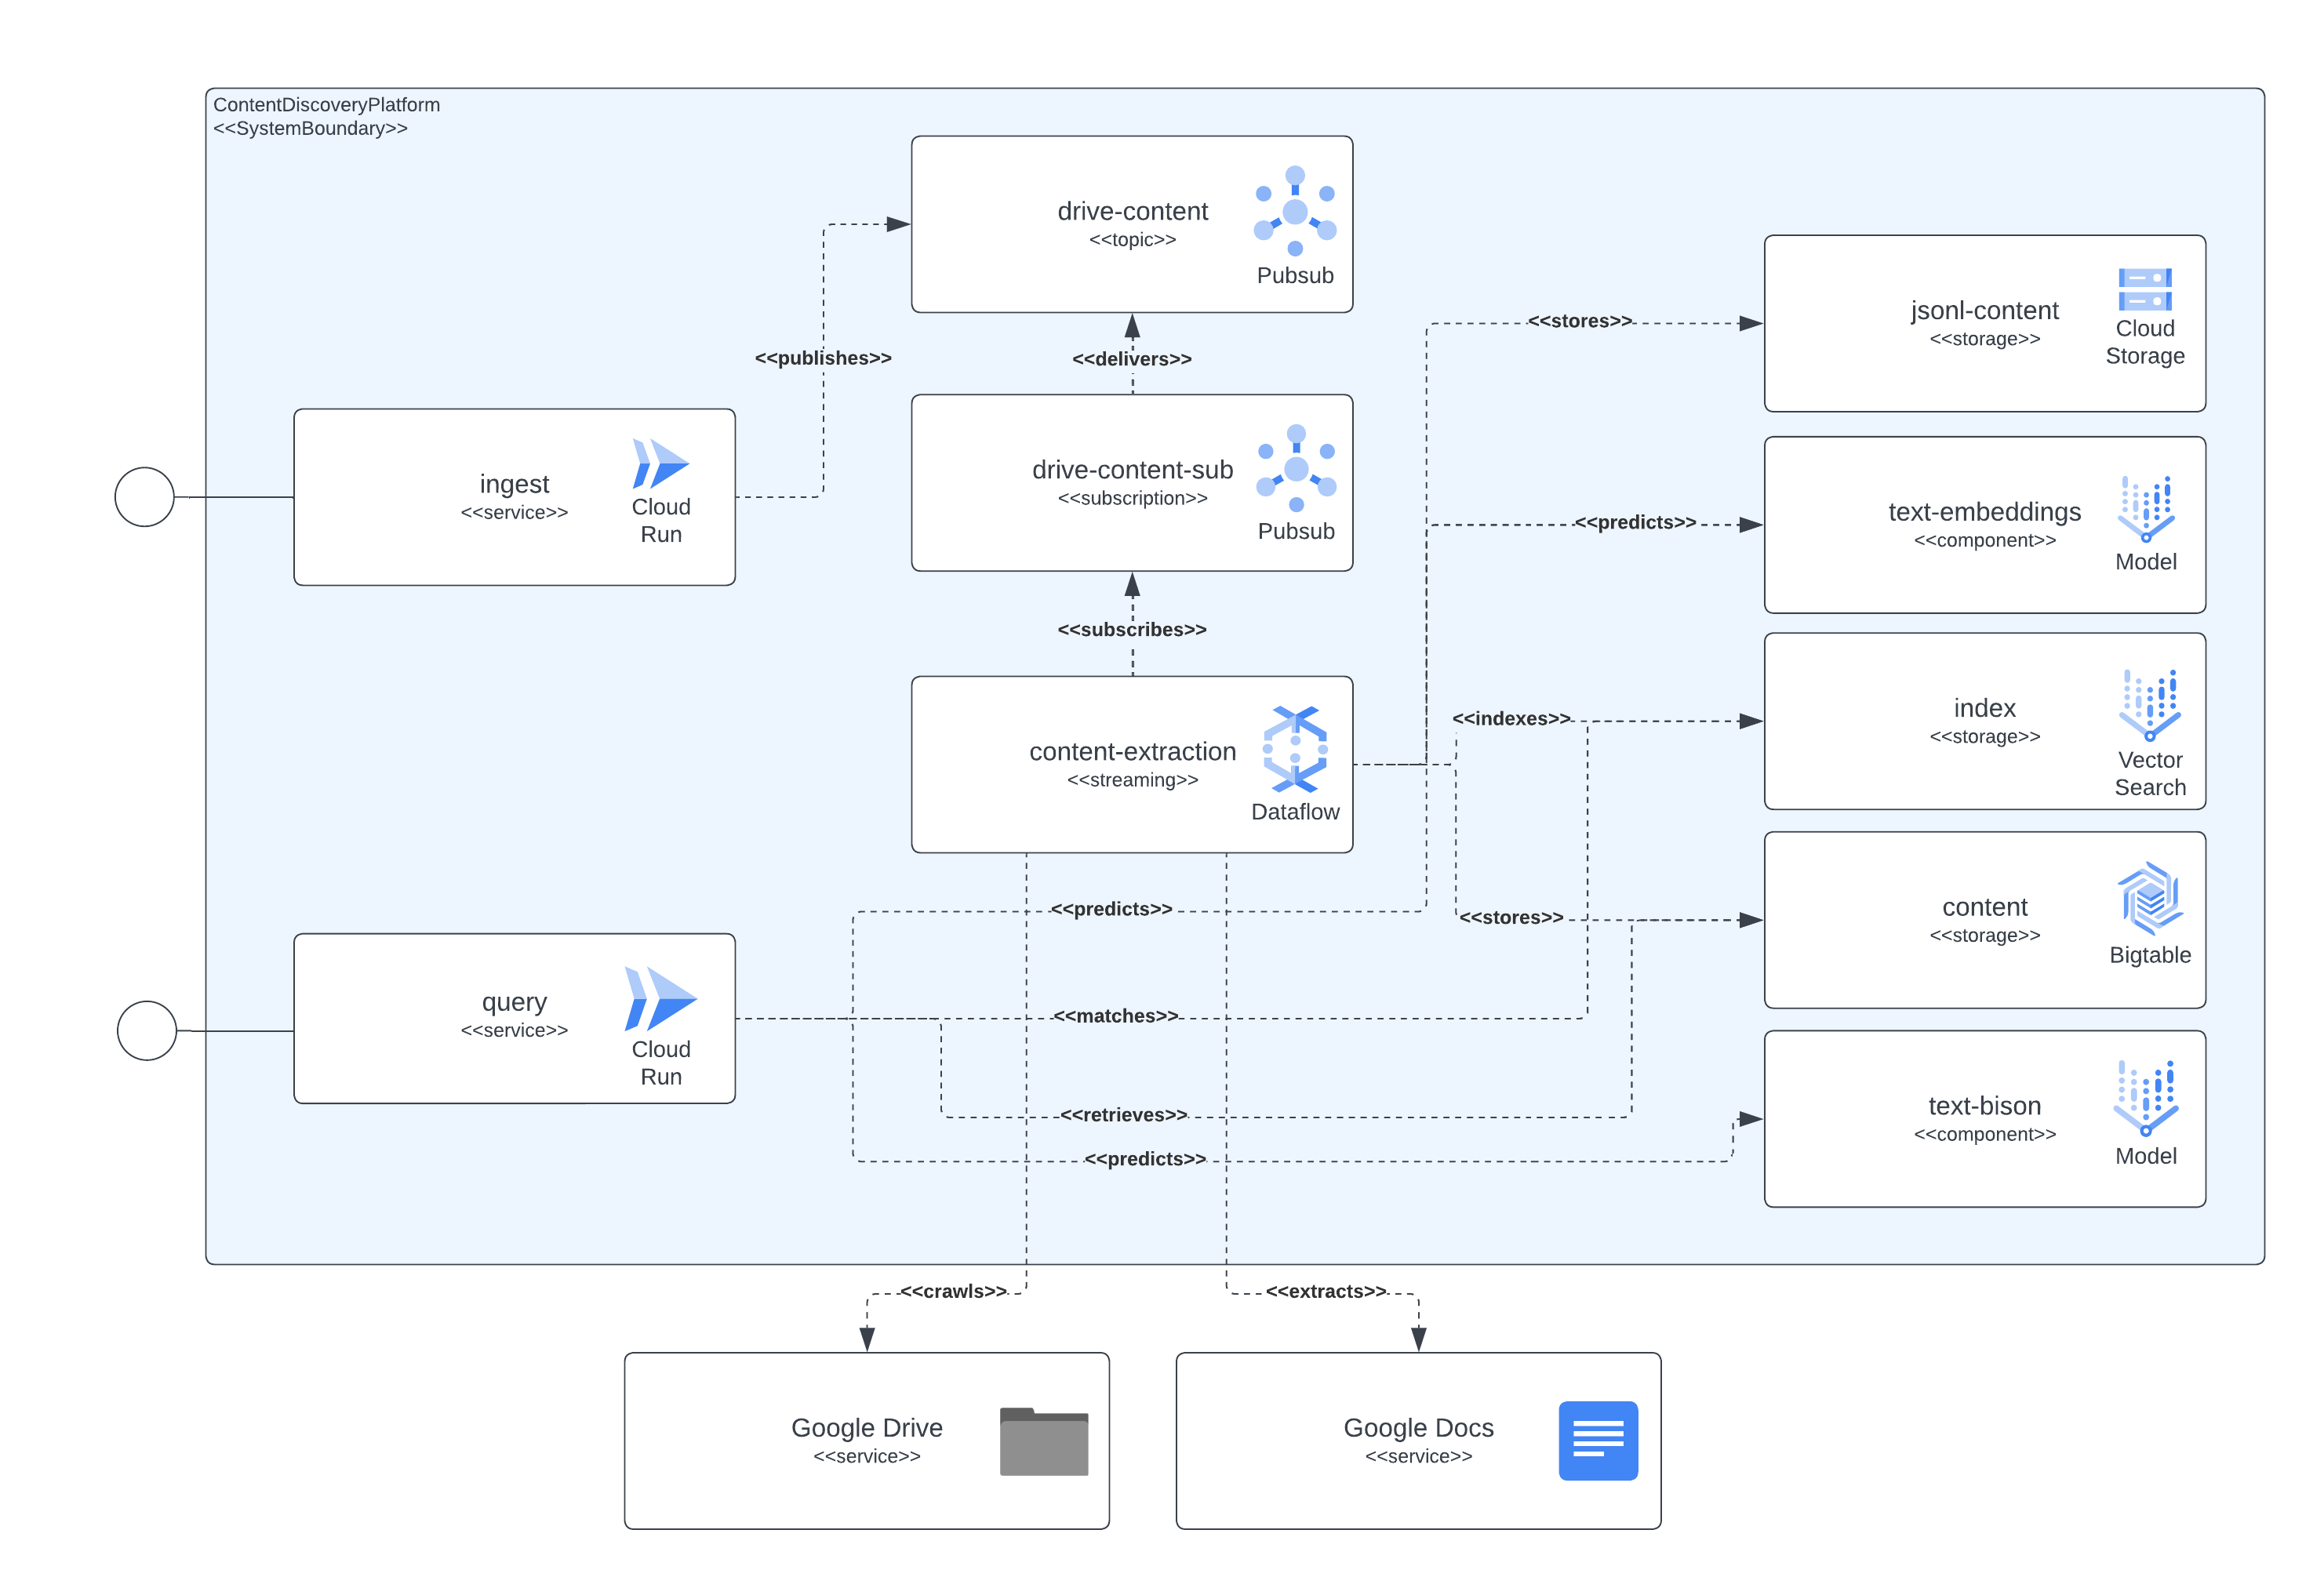 ContentDiscoveryPlatform
<<SystemBoundary>>
drive-content
<<topic>>
Pubsub
<<publishes>>
<<delivers>>
ingest
<<service>>
Cloud
Run
drive-content-sub
<<subscription>>
Pubsub
<<subscribes>>
content-extraction
<<streaming>>
Dataflow
<<stores>>
jsonl-content
<<storage>>
Cloud
Storage
<<predicts>>
text-embeddings
<<component>>
Model
<<indexes>>
index
<<storage>>
Vector
Search
<<stores>>
content
<<storage>>
Bigtable
query
<<service>>
Cloud
Run
<<predicts>>
<<matches>>
<<retrieves>>
<<predicts>>
text-bison
<<component>>
Model
<<crawls>>
<<extracts>>
Google Drive
<<service>>
Google Docs
<<service>>